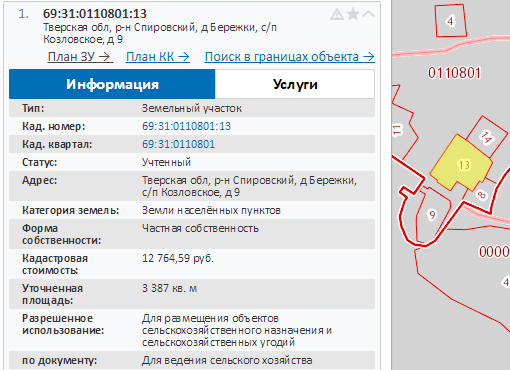 1. 69:31:0110801:13
Тверская обл, р-н Спировский, д Бережки, с/п
Козловское, д 9
План ЗУ → План КК → Поиск в границах объекта →
Информация Услуги
Тип: Земельный участок
Кад. номер: 69:31:0110801:13
Кад. квартал: 69:31:0110801
Статус: Учтенный
Адрес: Тверская обл, р-н Спировский, д Бережки,
с/п Козловское, д 9
Категория земель: Земли населённых пунктов
Форма
собственности: Частная собственность
Кадастровая
стоимость: 12 764,59 руб.
Уточненная
площадь: 3 387 кв. м
Разрешенное
использование: Для размещения объектов
сельскохозяйственного назначения и
сельскохозяйственных угодий
по документу: Для ведения сельского хозяйства
4
0110801
11
14
13
8
9
0000
4